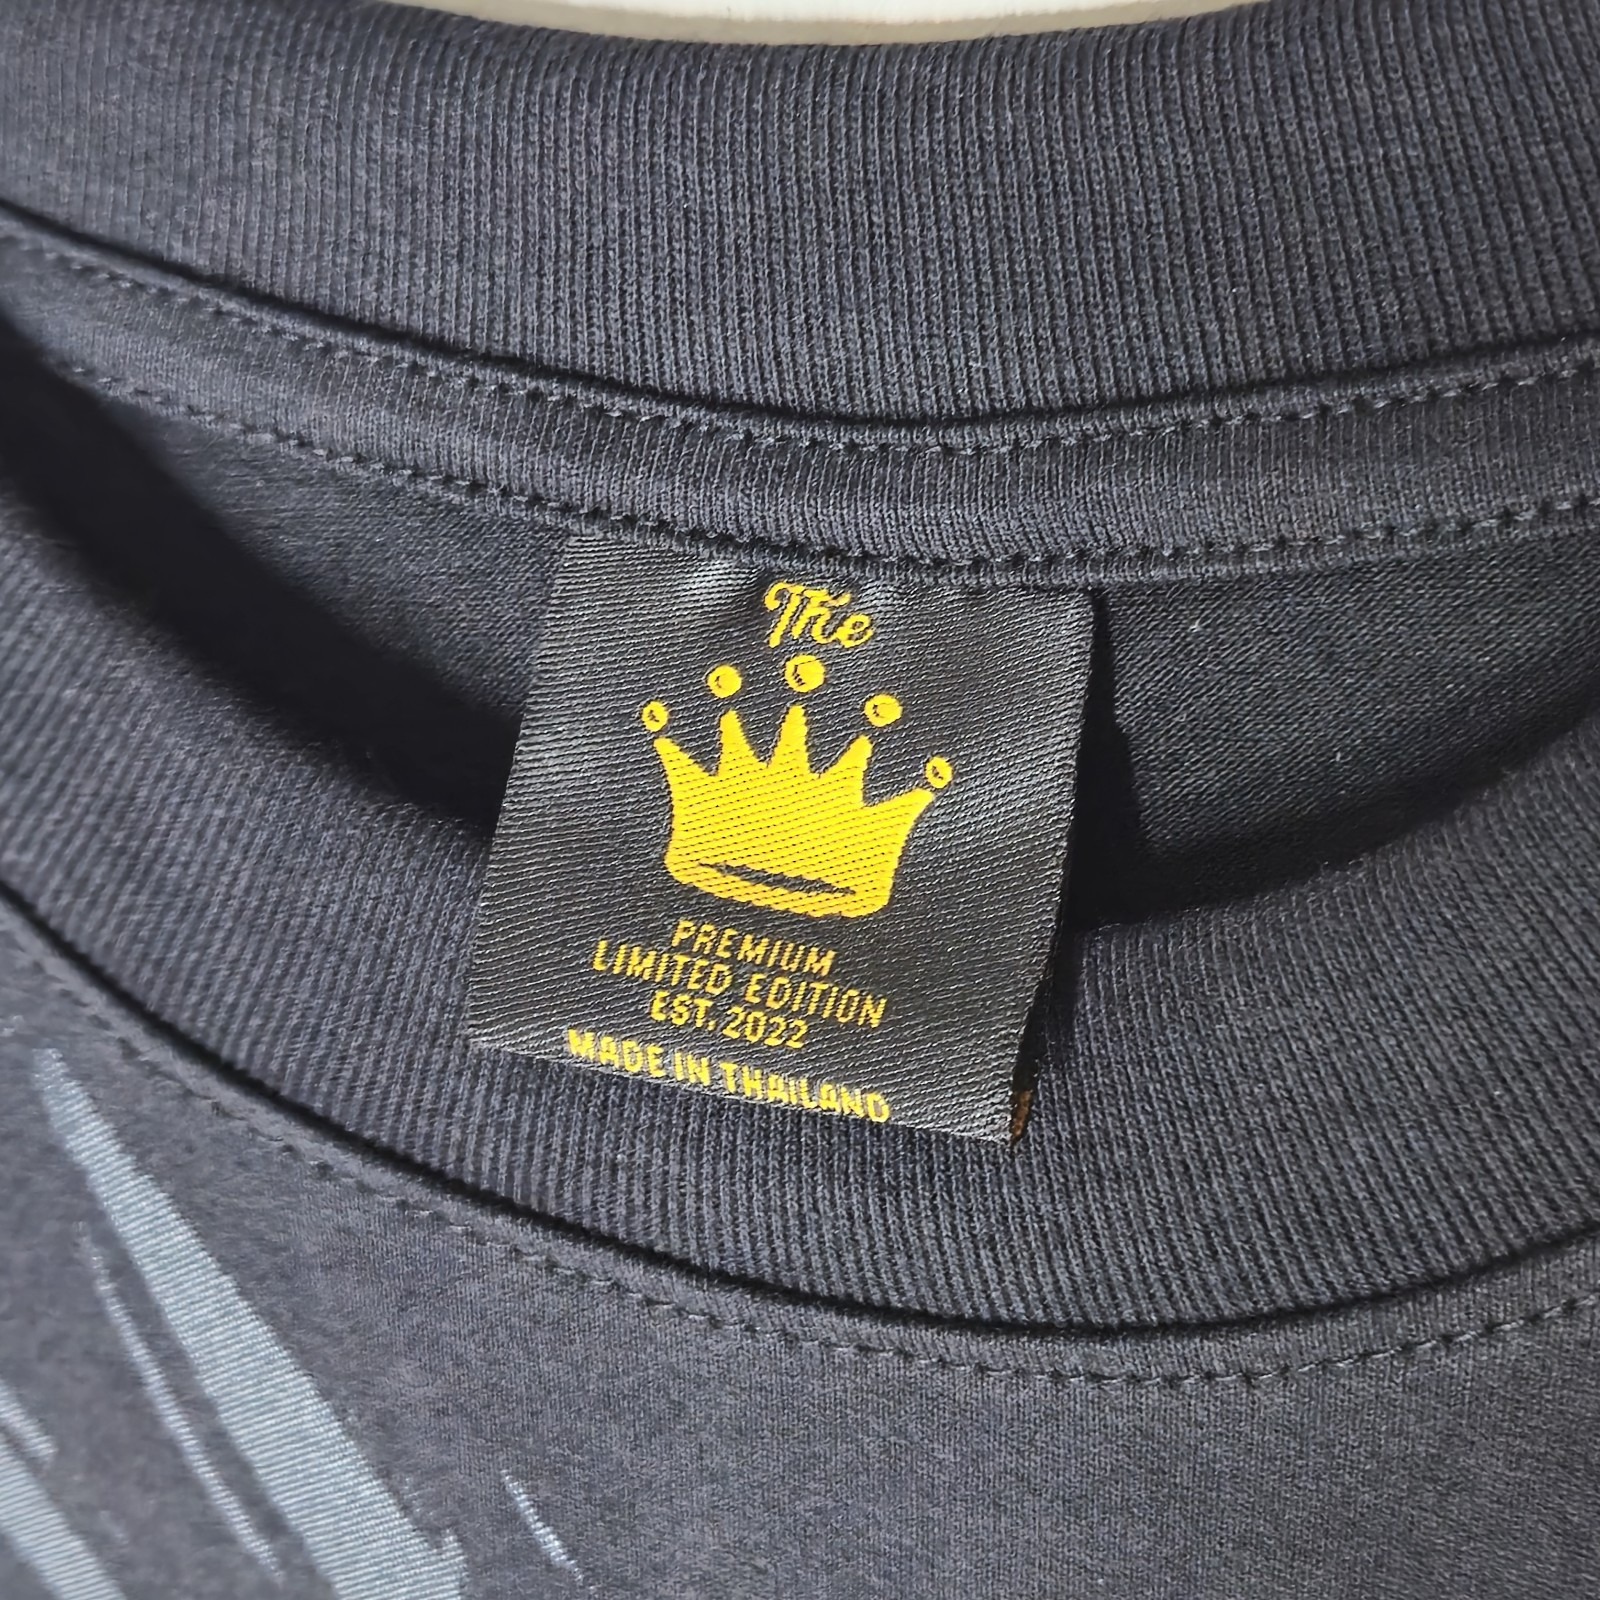 The
PREMIUM
LIMITED EDITION
EST. 2022
MADE IN THAILAND